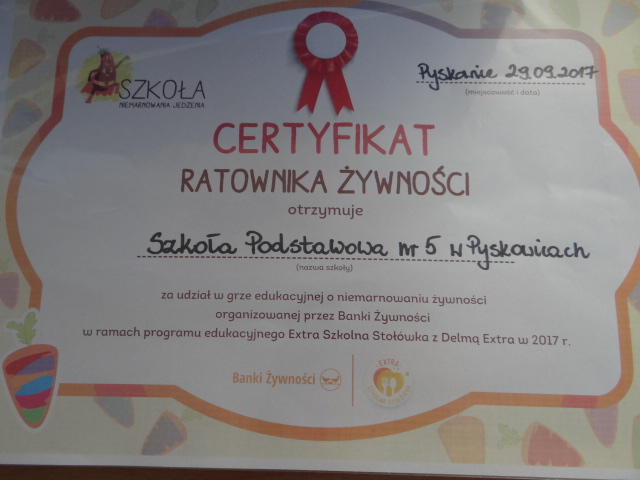 SZKOŁA
NIEMARNOWANIA JEDZENIA
Pyskowice 29.09.2017
(miejscowość i data)
CERTYFIKAT
RATOWNIKA ŻYWNOŚCI
otrzymuje
Szkoła Podstawowa nr 5 w Pyskowicach
(nazwa szkoły)
za udział w grze edukacyjnej o niemarnowaniu żywności
organizowanej przez Banki Żywności
w ramach programu edukacyjnego Extra Szkolna Stołówka z Delmą Extra w 2017 r.
Banki Żywności
EXTRA